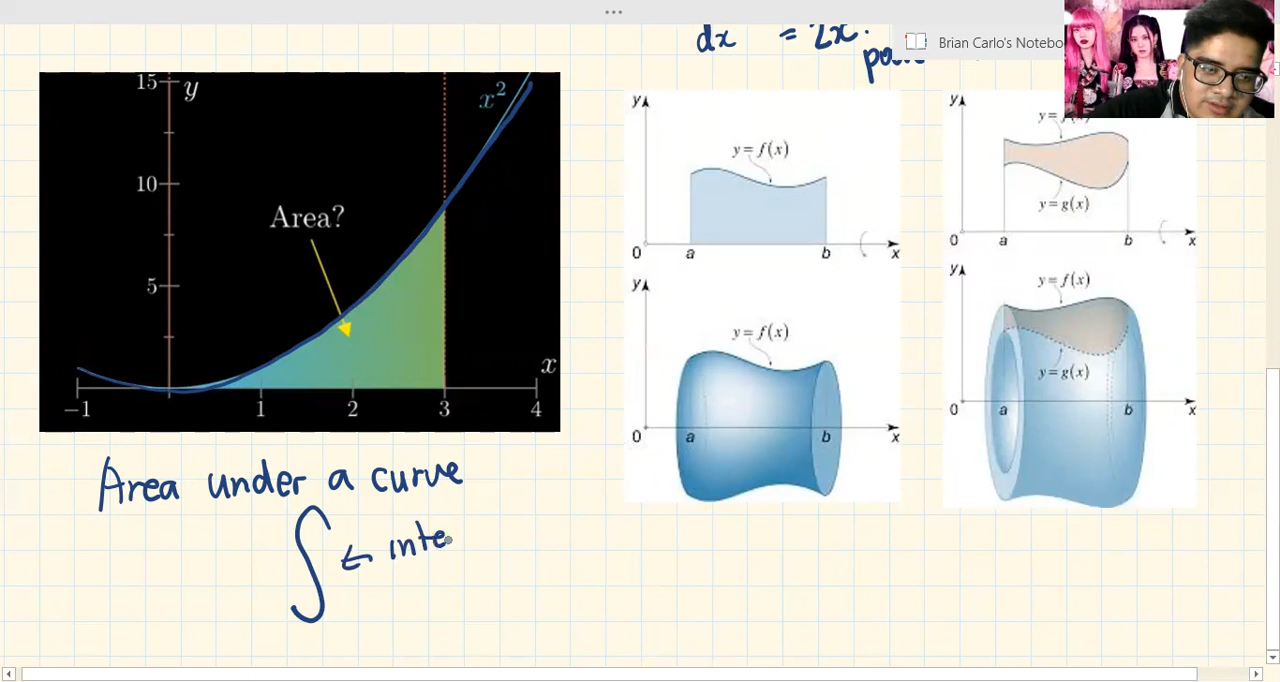 ...
dx = 2x.
Brian Carlo's Notebo
15 y x²
10
Area?
5
x
−1 1 2 3 4
Area under a curve
∫ ← inte
y
y = f(x)
0 a b x
y
y = f(x)
0 a b x
y
y = g(x)
0 a b x
y
y = f(x)
y = g(x)
0 a b x